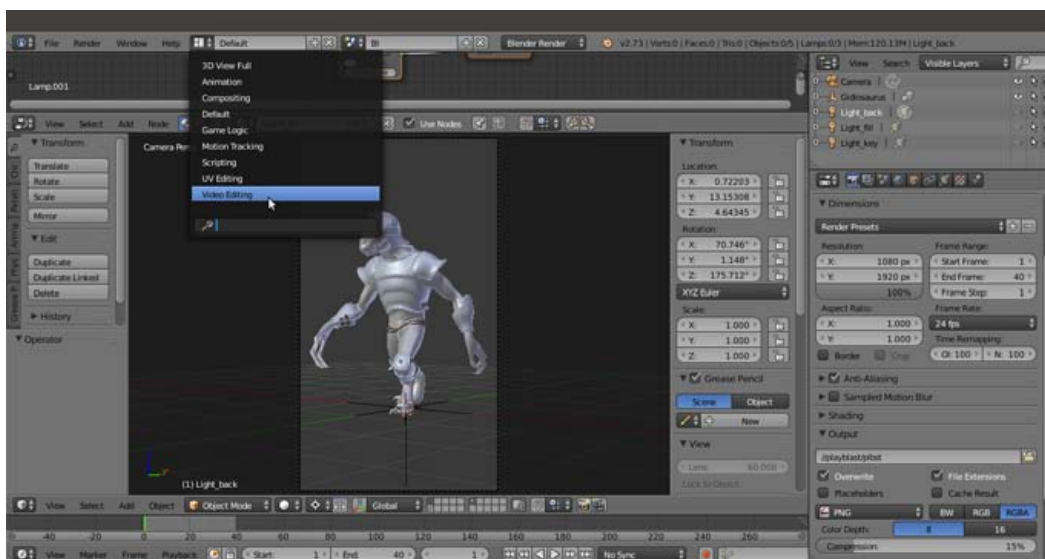 File Render Window Help Default BI Blender Render v2.73 | Verts:0 | Faces:0 | Tris:0 | Objects:0/5 | Lamps:0/3 | Mem:120.13M | Light_back
3D View Full
Animation
Compositing
Default
Game Logic
Motion Tracking
Scripting
UV Editing
Video Editing
Lamp.001
View Select Add Node Use Nodes
Transform
Translate
Rotate
Scale
Mirror
Edit
Duplicate
Duplicate Linked
Delete
History
Operator
(1) Light_back
Transform
Location:
X: 0.72203
Y: 13.15308
Z: 4.64345
Rotation:
X: 70.746°
Y: 1.148°
Z: 175.712°
XYZ Euler
Scale:
X: 1.000
Y: 1.000
Z: 1.000
Grease Pencil
Scene Object
New
View
Lens: 60.000
Lock to Object:
View Search Visible Layers
Camera
Gidiosaurus
Light_back
Light_fill
Light_key
Dimensions
Render Presets
Resolution: Frame Range:
X: 1080 px Start Frame: 1
Y: 1920 px End Frame: 40
100% Frame Step: 1
Aspect Ratio: Frame Rate:
X: 1.000 24 fps
Y: 1.000 Time Remapping:
Border Crop O: 100 N: 100
Anti-Aliasing
Sampled Motion Blur
Shading
Output
//playblast/plbst
Overwrite File Extensions
Placeholders Cache Result
PNG BW RGB RGBA
Color Depth: 8 16
Compression: 15%
View Select Add Object Object Mode Global
-40 -20 0 20 40 60 80 100 120 140 160 180 200 220 240 260
View Marker Frame Playback Start: 1 End: 40 1 No Sync